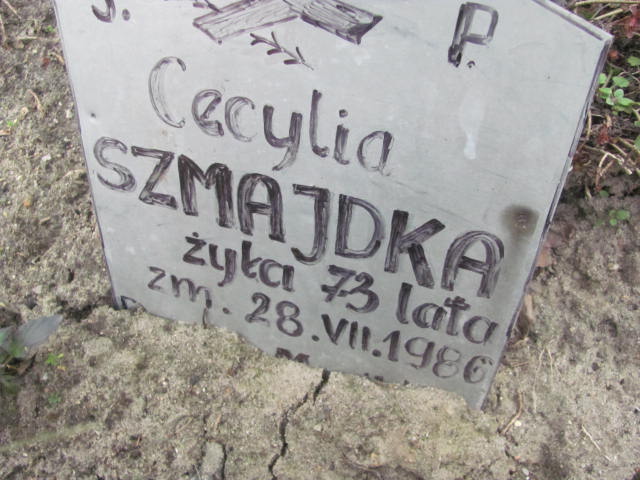 Ś. P.
Cecylia
SZMAJDKA
żyła 73 lata
zm. 28.VII.1986